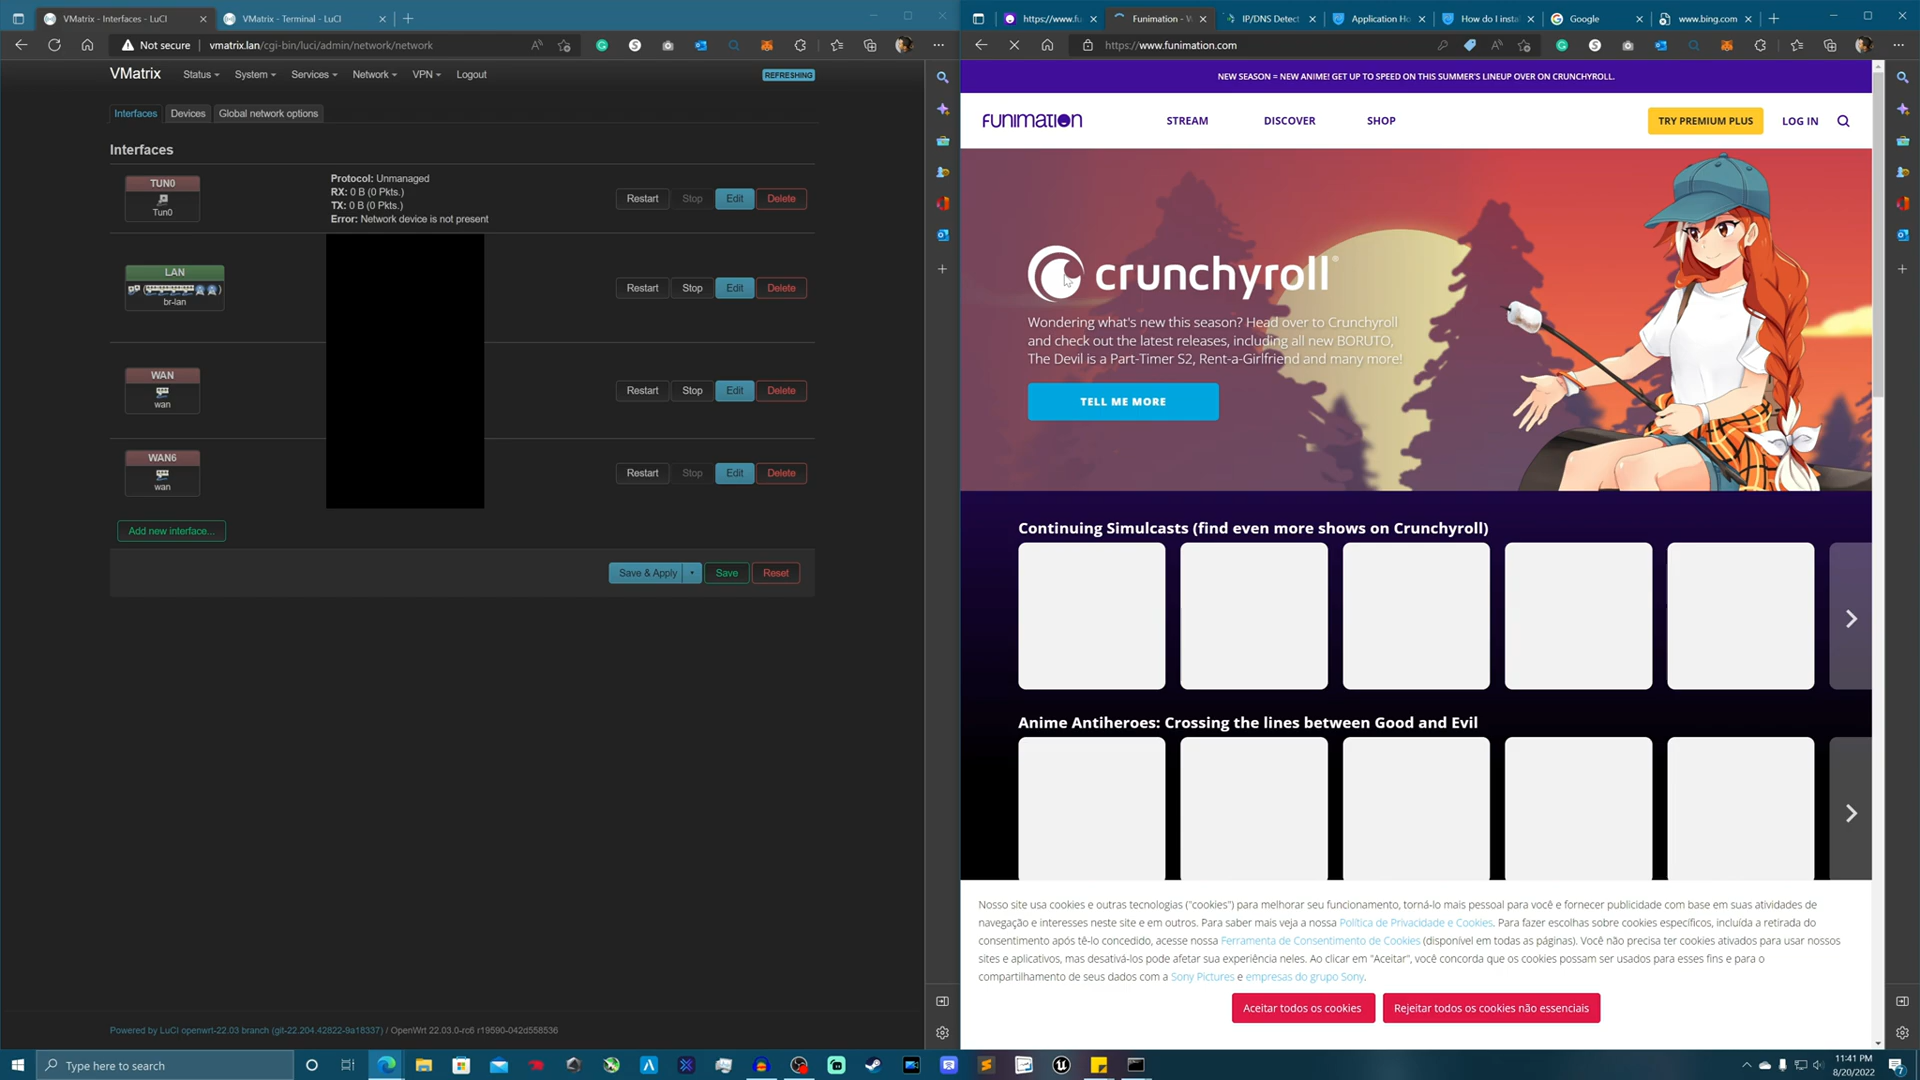 VMatrix - Interfaces - LuCI
VMatrix - Terminal - LuCI
Not secure
vmatrix.lan/cgi-bin/luci/admin/network/network
VMatrix
Status
System
Services
Network
VPN
Logout
REFRESHING
Interfaces
Devices
Global network options
Interfaces
TUN0
Tun0
Protocol: Unmanaged
RX: 0 B (0 Pkts.)
TX: 0 B (0 Pkts.)
Error: Network device is not present
Restart
Stop
Edit
Delete
LAN
br-lan
Restart
Stop
Edit
Delete
WAN
wan
Restart
Stop
Edit
Delete
WAN6
wan
Restart
Stop
Edit
Delete
Add new interface...
Save & Apply
Save
Reset
Powered by LuCI openwrt-22.03 branch (git-22.204.42822-9a18337) / OpenWrt 22.03.0-rc6 r19590-042d558536
https://www.fu
Funimation - W
IP/DNS Detect
Application Ho
How do I insta
Google
www.bing.com
https://www.funimation.com
NEW SEASON = NEW ANIME! GET UP TO SPEED ON THIS SUMMER'S LINEUP OVER ON CRUNCHYROLL.
FUNIMATION
STREAM
DISCOVER
SHOP
TRY PREMIUM PLUS
LOG IN
crunchyroll®
Wondering what's new this season? Head over to Crunchyroll
and check out the latest releases, including all new BORUTO,
The Devil is a Part-Timer S2, Rent-a-Girlfriend and many more!
TELL ME MORE
Continuing Simulcasts (find even more shows on Crunchyroll)
Anime Antiheroes: Crossing the lines between Good and Evil
Nosso site usa cookies e outras tecnologias ("cookies") para melhorar seu funcionamento, torná-lo mais pessoal para você e fornecer publicidade com base em suas atividades de
navegação e interesses neste site e em outros. Para saber mais veja a nossa Política de Privacidade e Cookies. Para fazer escolhas sobre cookies específicos, incluída a retirada do
consentimento após tê-lo concedido, acesse nossa Ferramenta de Consentimento de Cookies (disponível em todas as páginas). Você não precisa ter cookies ativados para usar nossos
sites e aplicativos, mas desativá-los pode afetar sua experiência neles. Ao clicar em "Aceitar", você concorda que os cookies possam ser usados para esses fins e para o
compartilhamento de seus dados com a Sony Pictures e empresas do grupo Sony.
Aceitar todos os cookies
Rejeitar todos os cookies não essenciais
Type here to search
11:41 PM
8/20/2022